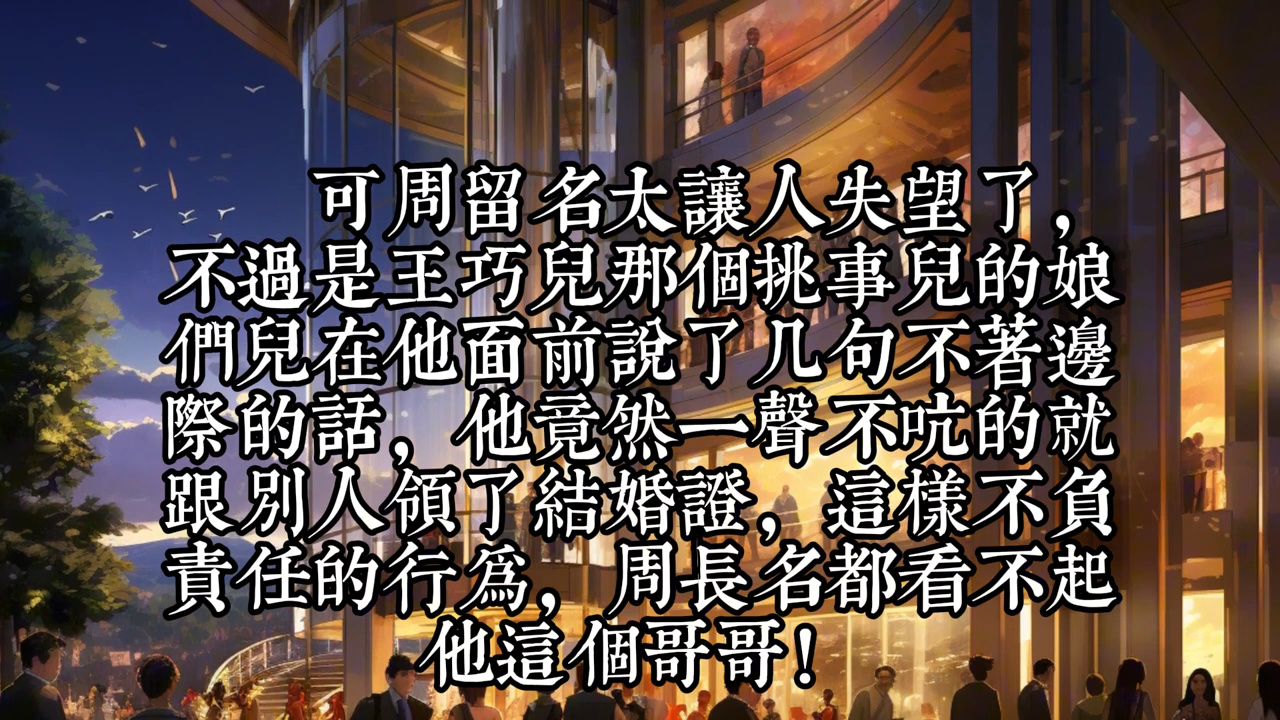 可周留名太讓人失望了，
不過是王巧兒那個挑事兒的娘
們兒在他面前說了几句不著邊
際的話，他竟然一聲不吭的就
跟別人領了結婚證，這樣不負
責任的行爲，周長名都看不起
他這個哥哥！